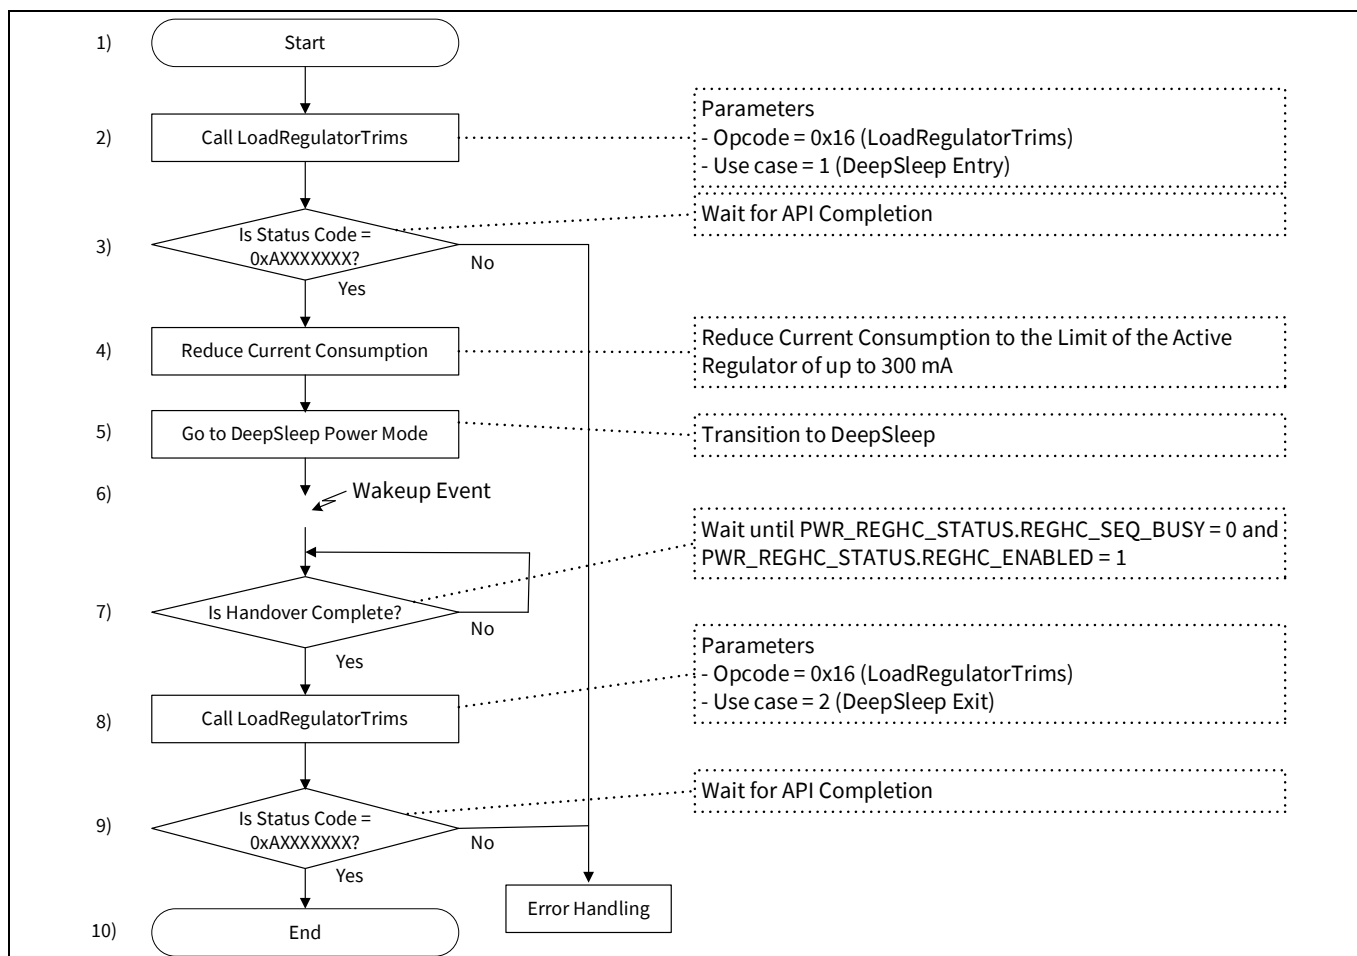 1)
Start
2)
Call LoadRegulatorTrims
Parameters
- Opcode = 0x16 (LoadRegulatorTrims)
- Use case = 1 (DeepSleep Entry)
Wait for API Completion
3)
Is Status Code =
0xAXXXXXXX?
No
Yes
4)
Reduce Current Consumption
Reduce Current Consumption to the Limit of the Active
Regulator of up to 300 mA
5)
Go to DeepSleep Power Mode
Transition to DeepSleep
6)
Wakeup Event
Wait until PWR_REGHC_STATUS.REGHC_SEQ_BUSY = 0 and
PWR_REGHC_STATUS.REGHC_ENABLED = 1
7)
Is Handover Complete?
No
Yes
Parameters
- Opcode = 0x16 (LoadRegulatorTrims)
- Use case = 2 (DeepSleep Exit)
8)
Call LoadRegulatorTrims
Wait for API Completion
9)
Is Status Code =
0xAXXXXXXX?
No
Yes
Error Handling
10)
End